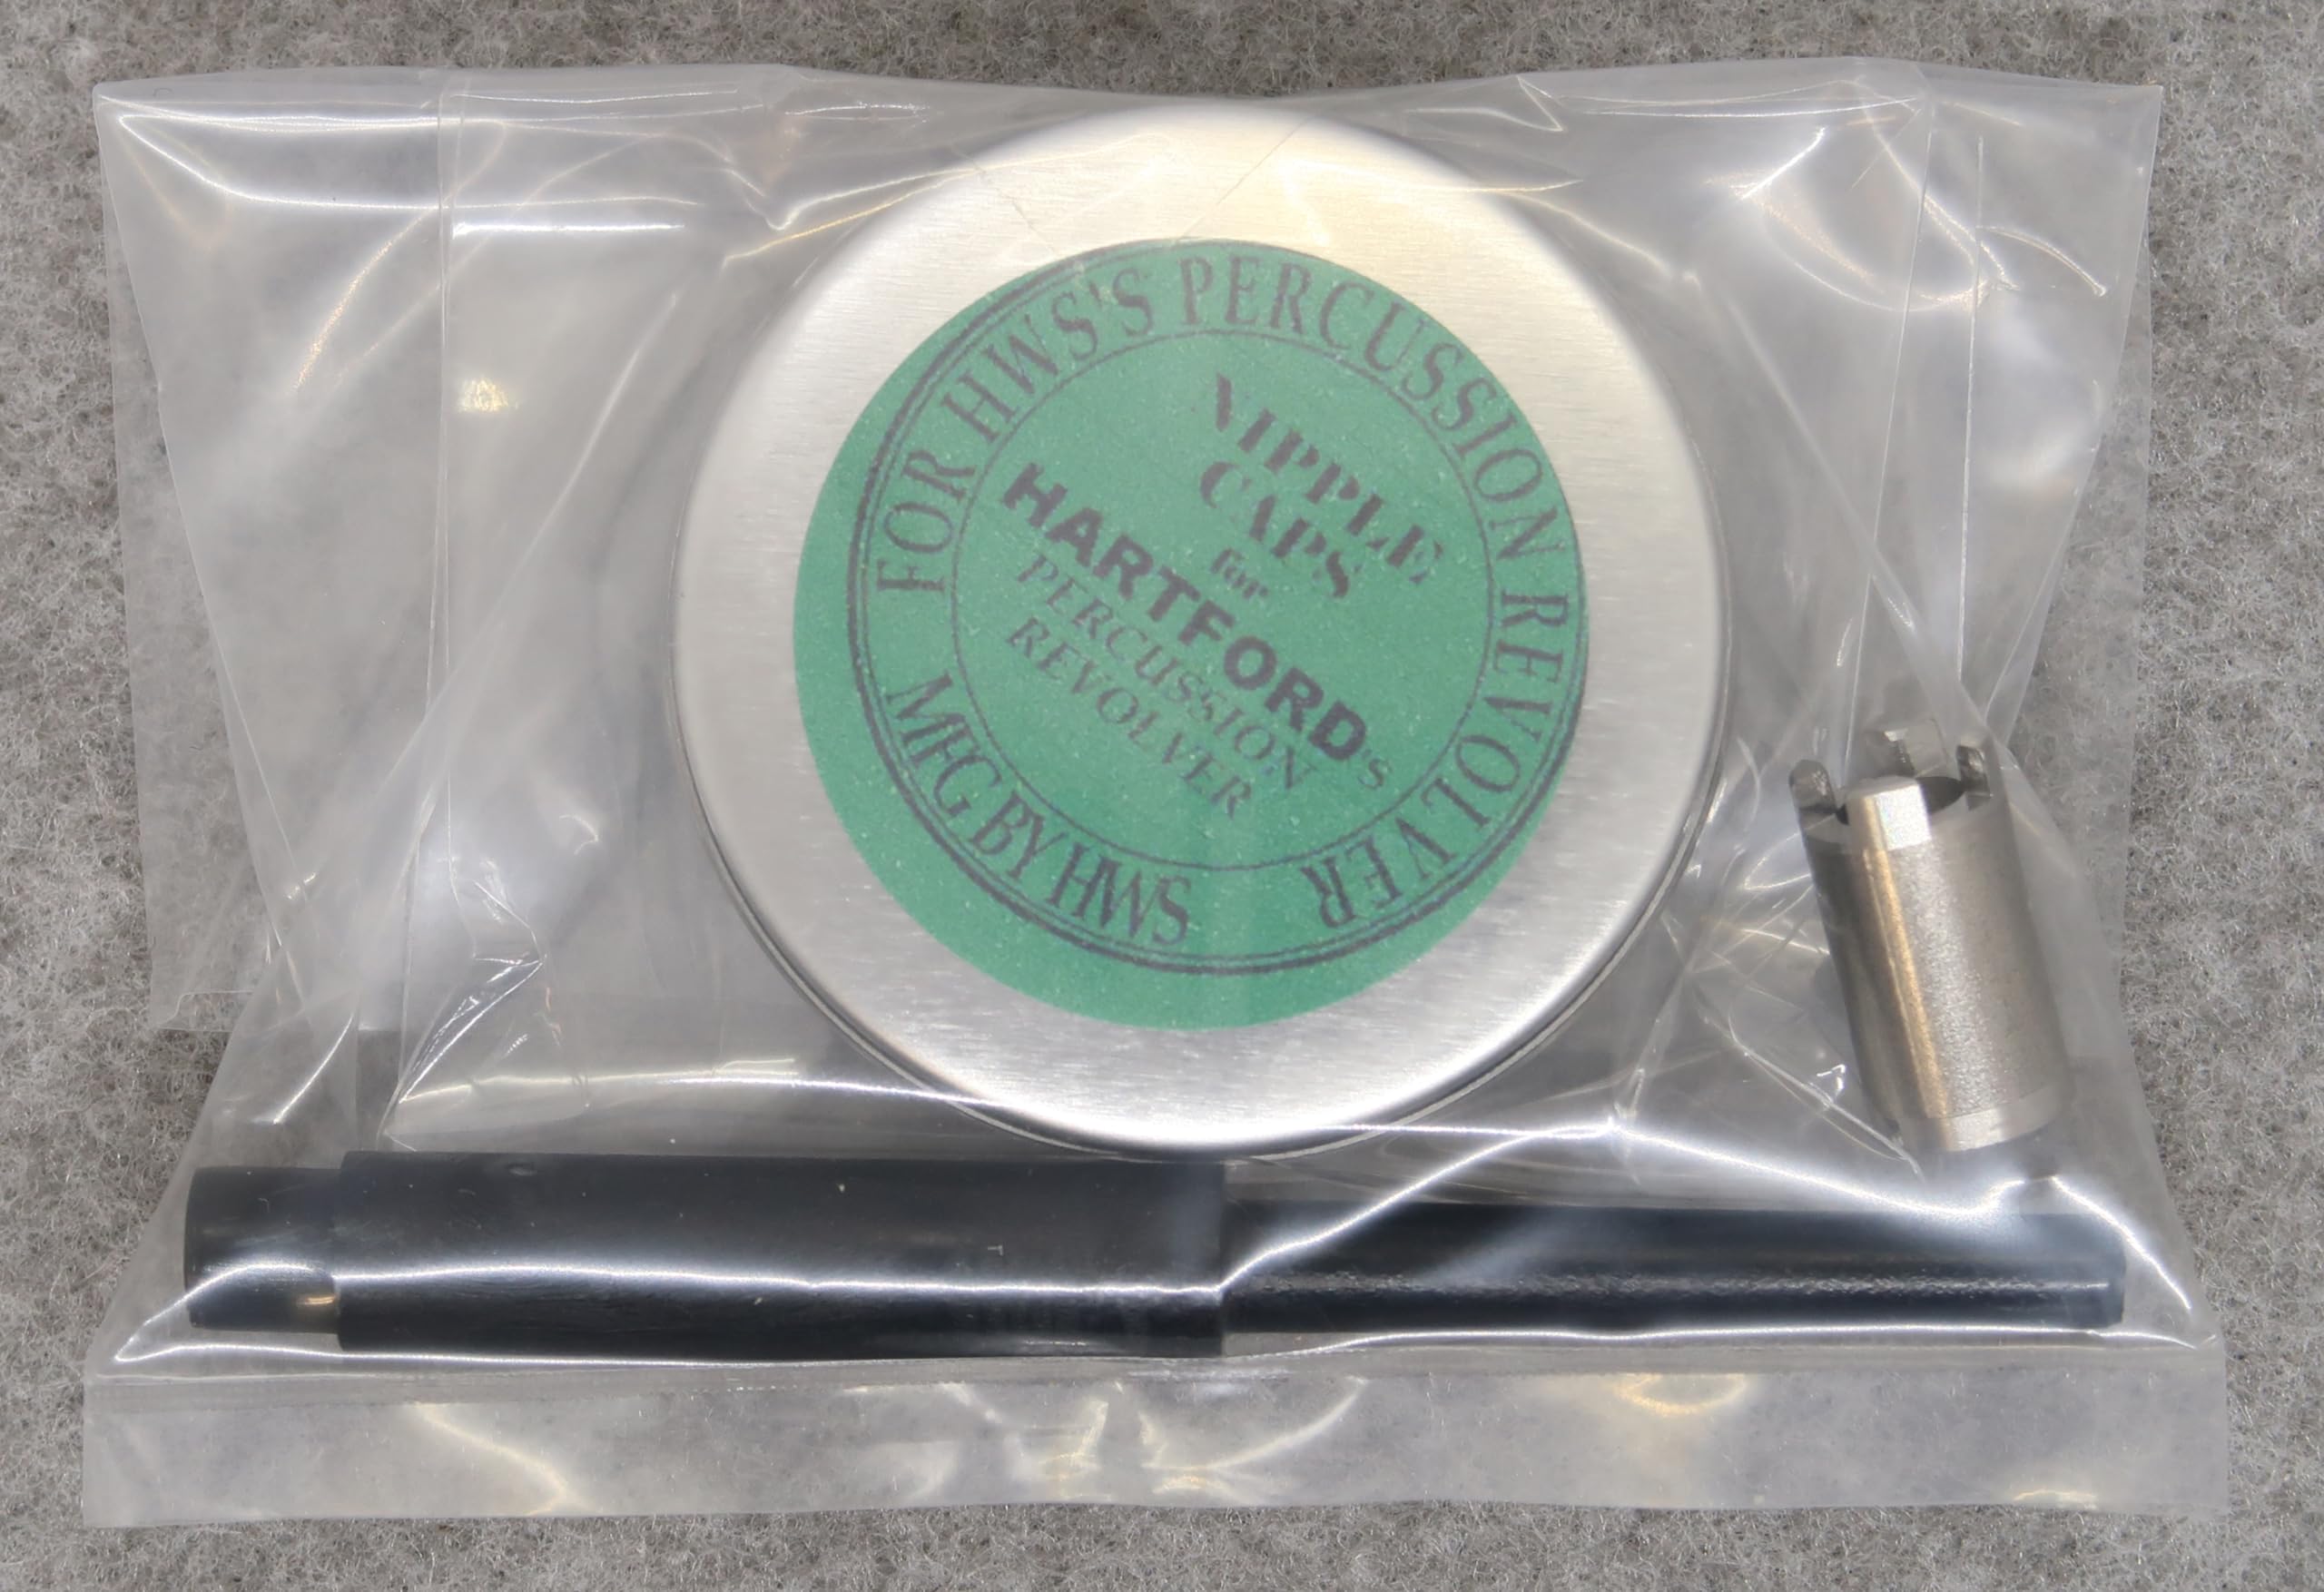 FOR HWS'S PERCUSSION REVOLVER
NIPPLE
CAPS
for
HARTFORD's
PERCUSSION
REVOLVER
MFG BY HWS